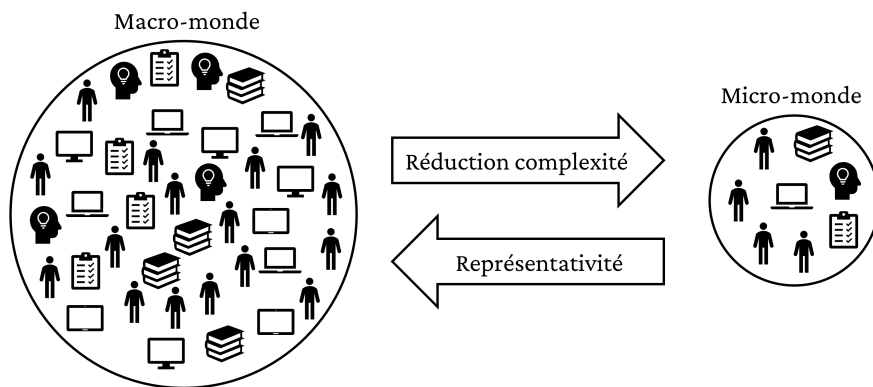 Macro-monde
Micro-monde
Réduction complexité
Représentativité